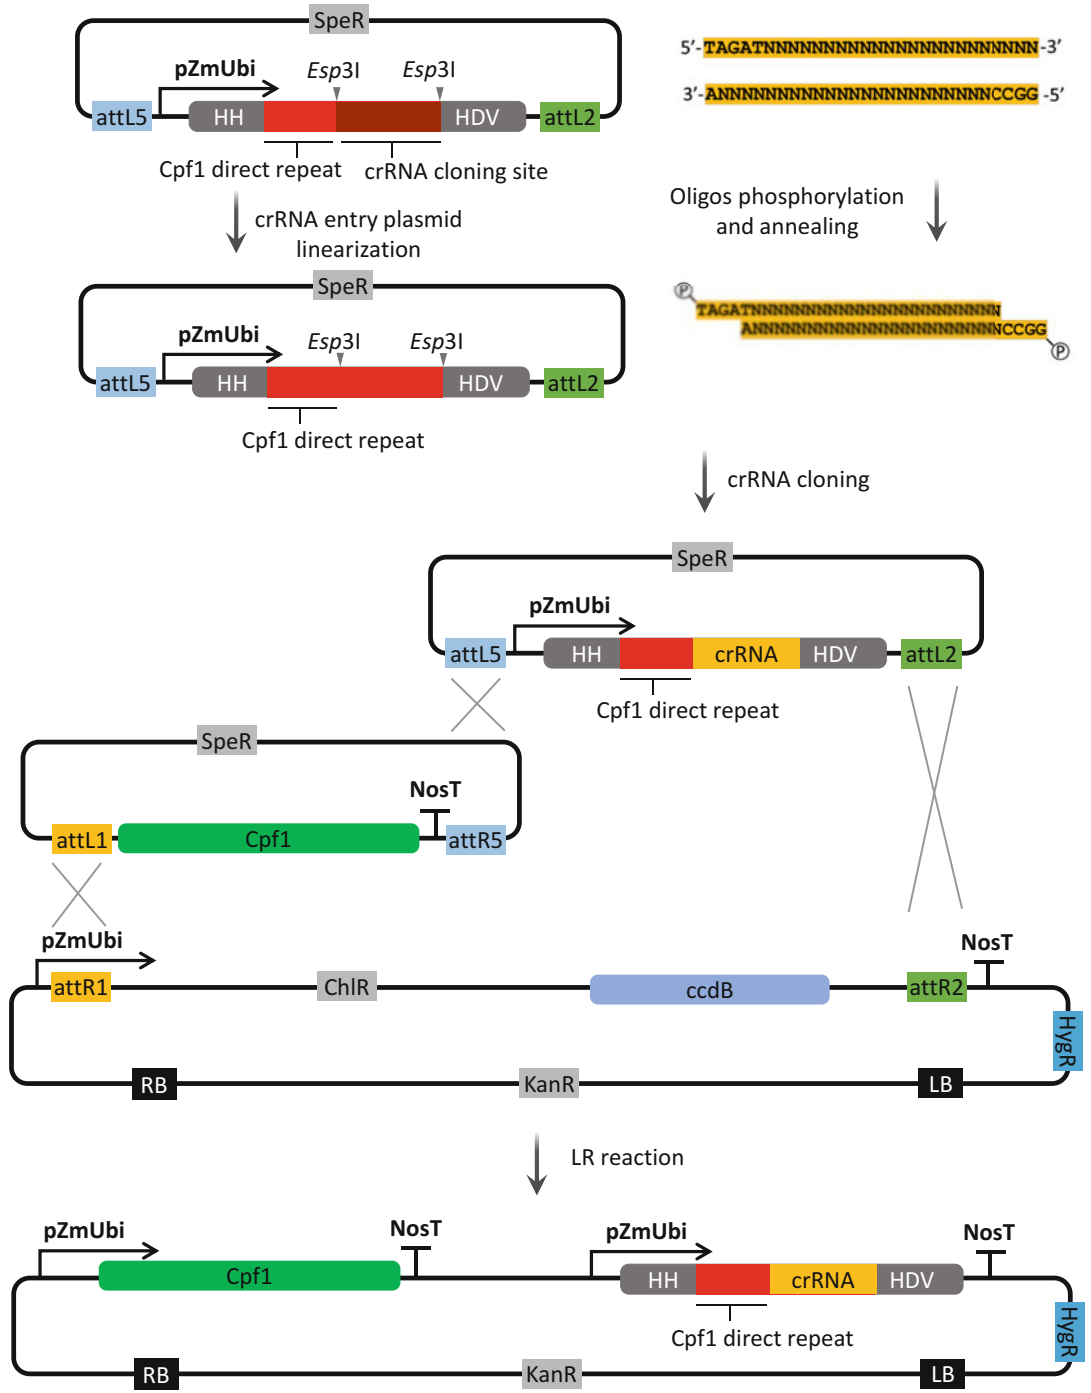 SpeR
pZmUbi
Esp3I
Esp3I
attL5
HH
HDV
attL2
Cpf1 direct repeat
crRNA cloning site
5’-TAGATNNNNNNNNNNNNNNNNNNNNNNN-3’
3’-ANNNNNNNNNNNNNNNNNNNNNNNCCGG-5’
crRNA entry plasmid
linearization
Oligos phosphorylation
and annealing
SpeR
pZmUbi
Esp3I
Esp3I
attL5
HH
HDV
attL2
Cpf1 direct repeat
P
TAGATNNNNNNNNNNNNNNNNNNNNNNN
ANNNNNNNNNNNNNNNNNNNNNNNCCGG
P
crRNA cloning
SpeR
pZmUbi
attL5
HH
crRNA
HDV
attL2
Cpf1 direct repeat
SpeR
NosT
attL1
Cpf1
attR5
pZmUbi
NosT
attR1
ChlR
ccdB
attR2
HygR
RB
KanR
LB
LR reaction
pZmUbi
NosT
pZmUbi
NosT
Cpf1
HH
crRNA
HDV
Cpf1 direct repeat
HygR
RB
KanR
LB